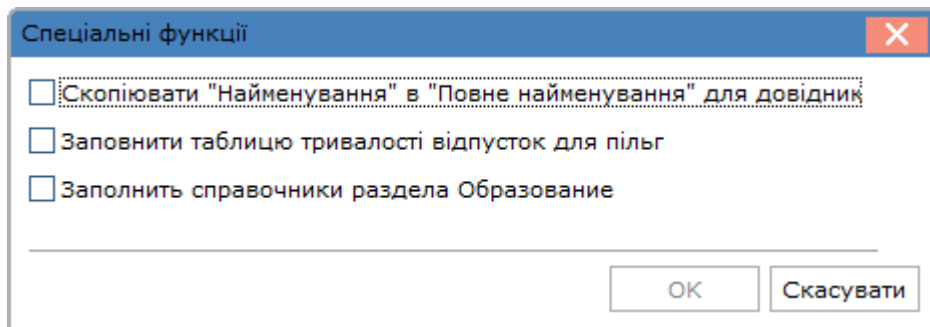 Спеціальні функції
Скопіювати "Найменування" в "Повне найменування" для довідник
Заповнити таблицю тривалості відпусток для пільг
Заполнить справочники раздела Образование
ОК
Скасувати